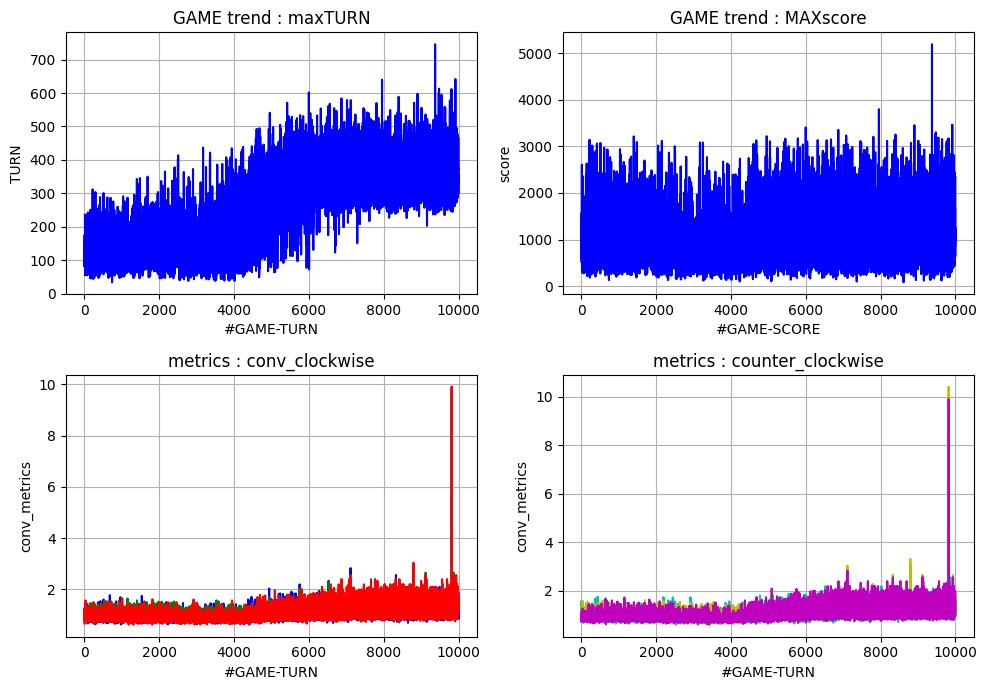 GAME trend : maxTURN
TURN
700
600
500
400
300
200
100
0
0 2000 4000 6000 8000 10000
#GAME-TURN
GAME trend : MAXscore
score
5000
4000
3000
2000
1000
0
0 2000 4000 6000 8000 10000
#GAME-SCORE
metrics : conv_clockwise
conv_metrics
10
8
6
4
2
0 2000 4000 6000 8000 10000
#GAME-TURN
metrics : counter_clockwise
conv_metrics
10
8
6
4
2
0 2000 4000 6000 8000 10000
#GAME-TURN